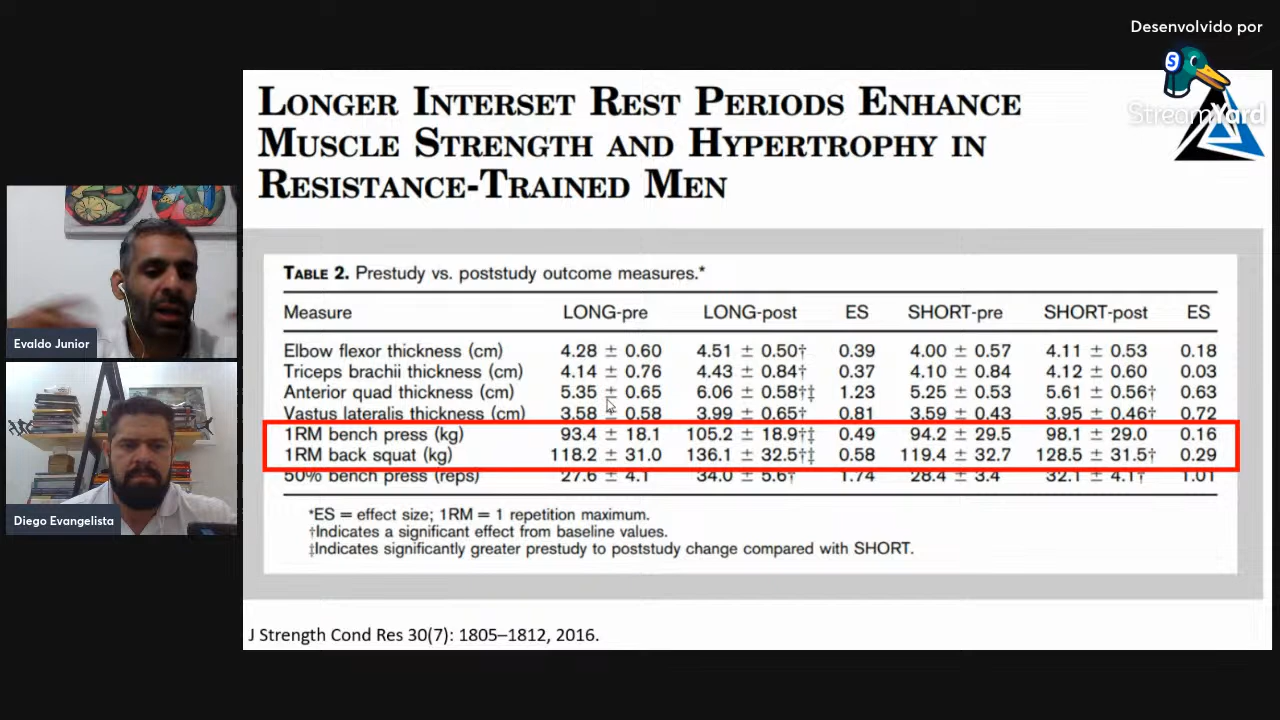 Desenvolvido por
S
StreamYard
LONGER INTERSET REST PERIODS ENHANCE
MUSCLE STRENGTH AND HYPERTROPHY IN
RESISTANCE-TRAINED MEN
TABLE 2. Prestudy vs. poststudy outcome measures.*
Measure LONG-pre LONG-post ES SHORT-pre SHORT-post ES
Elbow flexor thickness (cm) 4.28 ± 0.60 4.51 ± 0.50† 0.39 4.00 ± 0.57 4.11 ± 0.53 0.18
Triceps brachii thickness (cm) 4.14 ± 0.76 4.43 ± 0.84† 0.37 4.10 ± 0.84 4.12 ± 0.60 0.03
Anterior quad thickness (cm) 5.35 ± 0.65 6.06 ± 0.58†‡ 1.23 5.25 ± 0.53 5.61 ± 0.56† 0.63
Vastus lateralis thickness (cm) 3.58 ± 0.58 3.99 ± 0.65† 0.81 3.59 ± 0.43 3.95 ± 0.46† 0.72
1RM bench press (kg) 93.4 ± 18.1 105.2 ± 18.9†‡ 0.49 94.2 ± 29.5 98.1 ± 29.0 0.16
1RM back squat (kg) 118.2 ± 31.0 136.1 ± 32.5†‡ 0.58 119.4 ± 32.7 128.5 ± 31.5† 0.29
50% bench press (reps) 27.6 ± 4.1 34.0 ± 5.6† 1.74 28.4 ± 3.4 32.1 ± 4.1† 1.01
*ES = effect size; 1RM = 1 repetition maximum.
†Indicates a significant effect from baseline values.
‡Indicates significantly greater prestudy to poststudy change compared with SHORT.
J Strength Cond Res 30(7): 1805–1812, 2016.
Evaldo Junior
Diego Evangelista